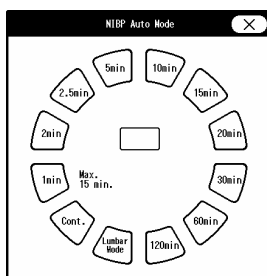 NIBP Auto Mode
5min
10min
2.5min
15min
2min
20min
1min
Max.
15 min.
30min
Cont.
60min
Lumbar
Mode
120min